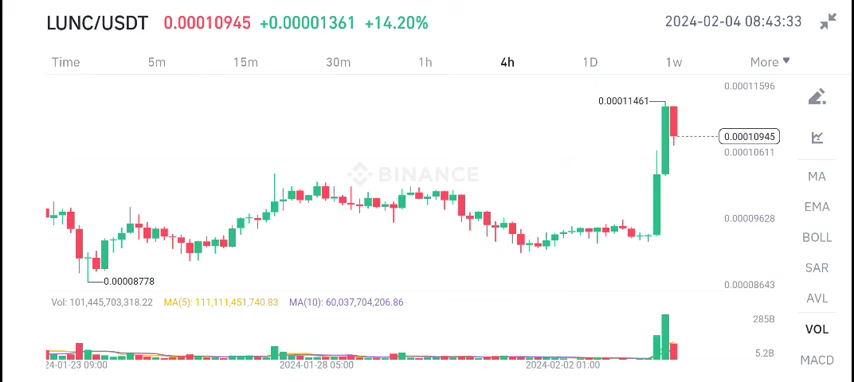 LUNC/USDT 0.00010945 +0.00001361 +14.20% 2024-02-04 08:43:33
Time 5m 15m 30m 1h 4h 1D 1w More
0.00011596
0.00011461
0.00010945
0.00010611
BINANCE
MA
EMA
0.00009628
BOLL
SAR
0.00008778
0.00008643
AVL
Vol: 101,445,703,318.22 MA(5): 111,111,451,740.83 MA(10): 60,037,704,206.86
285B
VOL
5.2B
MACD
24-01-23 09:00 2024-01-28 05:00 2024-02-02 01:00